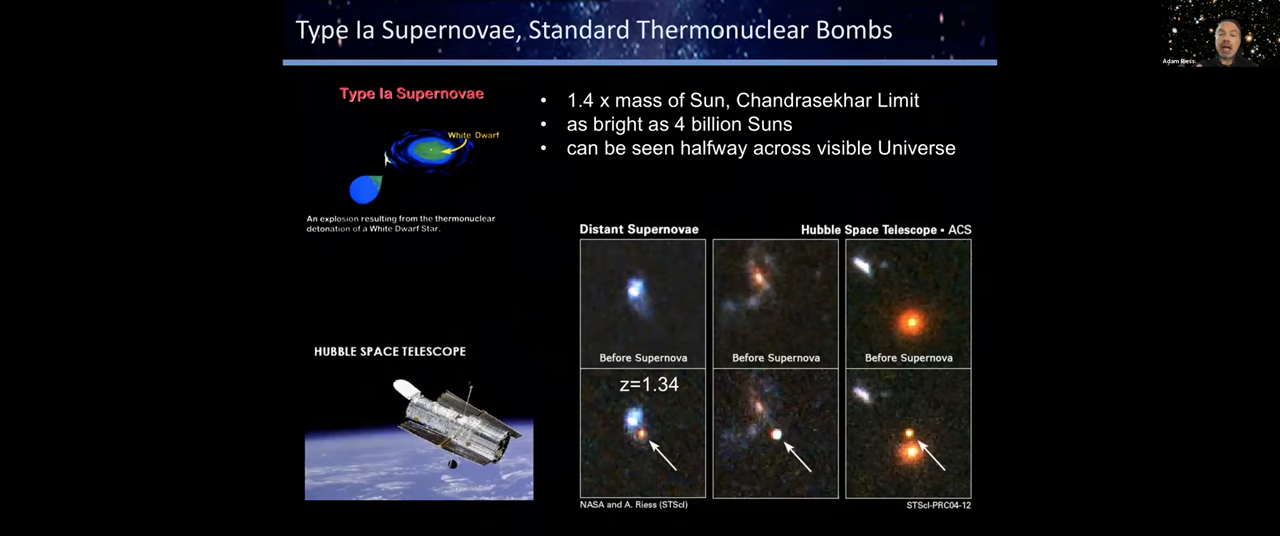 Type Ia Supernovae, Standard Thermonuclear Bombs
Adam Riess
Type Ia Supernovae
White Dwarf
An explosion resulting from the thermonuclear
detonation of a White Dwarf Star.
• 1.4 x mass of Sun, Chandrasekhar Limit
• as bright as 4 billion Suns
• can be seen halfway across visible Universe
HUBBLE SPACE TELESCOPE
Distant Supernovae
Hubble Space Telescope • ACS
Before Supernova
Before Supernova
Before Supernova
z=1.34
NASA and A. Riess (STScI)
STScI-PRC04-12